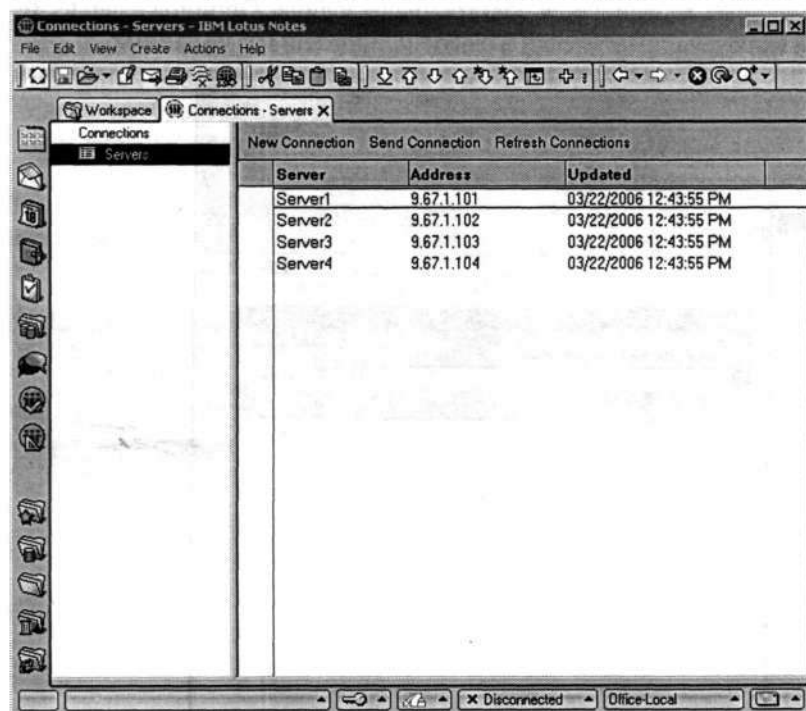 Connections - Servers - IBM Lotus Notes
File Edit View Create Actions Help
Workspace Connections - Servers X
Connections
Servers
New Connection Send Connection Refresh Connections
Server Address Updated
Server1 9.67.1.101 03/22/2006 12:43:55 PM
Server2 9.67.1.102 03/22/2006 12:43:55 PM
Server3 9.67.1.103 03/22/2006 12:43:55 PM
Server4 9.67.1.104 03/22/2006 12:43:55 PM
Disconnected Office-Local